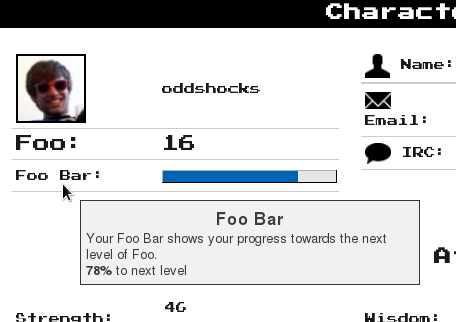 Characte
oddshocks
Name:
Email:
Foo: 16
IRC:
Foo Bar:
Foo Bar
Your Foo Bar shows your progress towards the next
level of Foo.
78% to next level
46
Strength:
Wisdom: